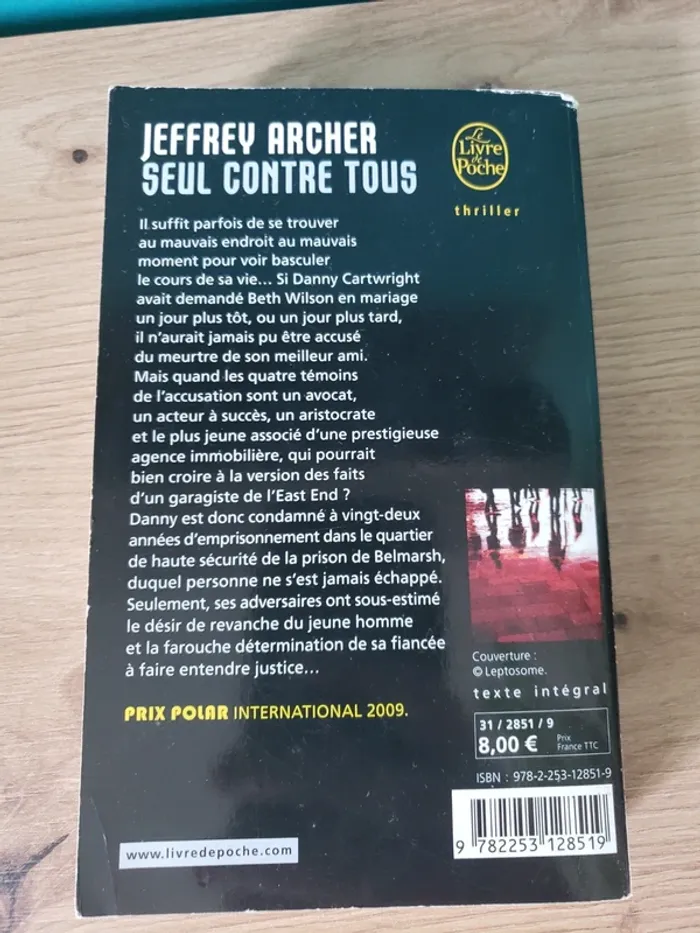 JEFFREY ARCHER
SEUL CONTRE TOUS
Le
Livre
de
Poche
thriller
Il suffit parfois de se trouver
au mauvais endroit au mauvais
moment pour voir basculer
le cours de sa vie... Si Danny Cartwright
avait demandé Beth Wilson en mariage
un jour plus tôt, ou un jour plus tard,
il n'aurait jamais pu être accusé
du meurtre de son meilleur ami.
Mais quand les quatre témoins
de l'accusation sont un avocat,
un acteur à succès, un aristocrate
et le plus jeune associé d'une prestigieuse
agence immobilière, qui pourrait
bien croire à la version des faits
d'un garagiste de l'East End ?
Danny est donc condamné à vingt-deux
années d'emprisonnement dans le quartier
de haute sécurité de la prison de Belmarsh,
duquel personne ne s'est jamais échappé.
Seulement, ses adversaires ont sous-estimé
le désir de revanche du jeune homme
et la farouche détermination de sa fiancée
à faire entendre justice...
PRIX POLAR INTERNATIONAL 2009.
Couverture :
© Leptosome.
texte intégral
31 / 2851 / 9
8,00 € Prix
France TTC
ISBN : 978-2-253-12851-9
9 782253 128519
www.livredepoche.com